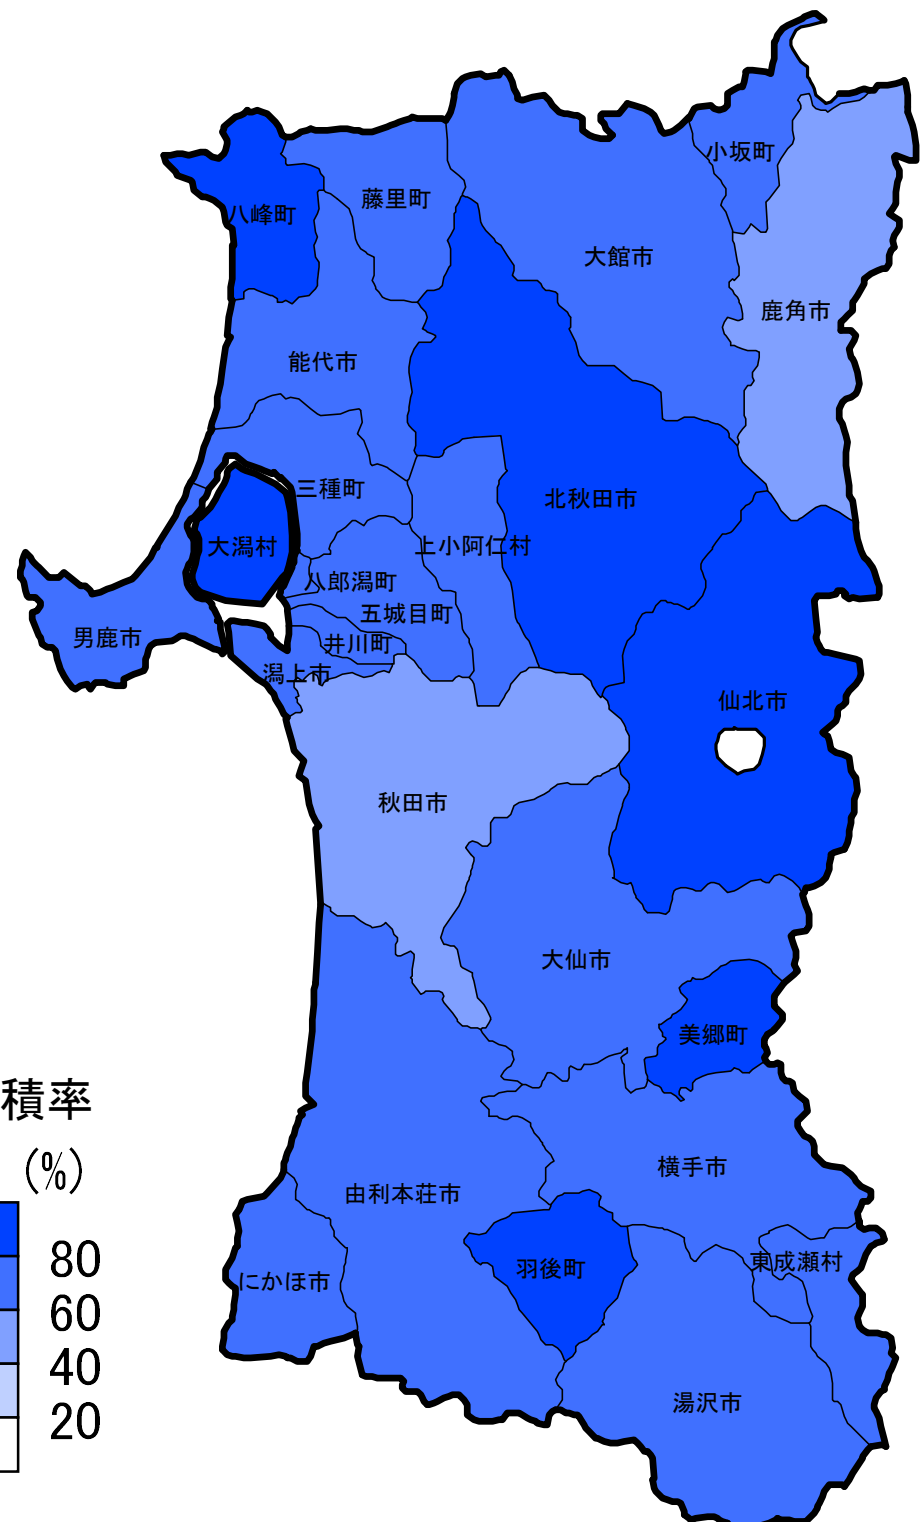 小坂町
藤里町
八峰町
大館市
鹿角市
能代市
三種町
北秋田市
大潟村
上小阿仁村
八郎潟町
五城目町
男鹿市
井川町
潟上市
仙北市
秋田市
大仙市
美郷町
積率
(%)
横手市
由利本荘市
東成瀬村
羽後町
にかほ市
湯沢市
80
60
40
20